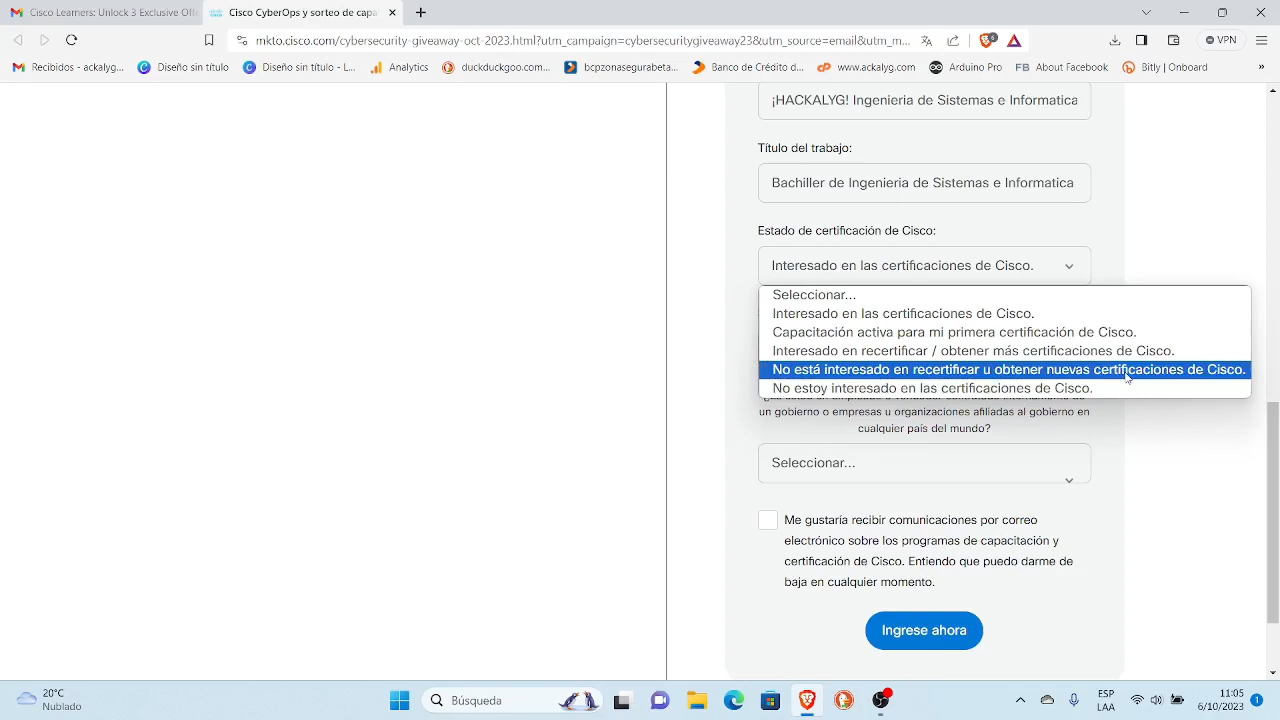 Cisco Learners: Unlock 3 Exclusive Off
Cisco CyberOps y sorteo de capa
mkto.cisco.com/cybersecurity-giveaway-oct-2023.html?utm_campaign=cybersecuritygiveaway23&utm_source=email&utm_m...
6
VPN
Recibidos - ackalyg...
Diseño sin título
Diseño sin título - L...
Analytics
duckduckgoo.com...
bcpzonasegurabeta...
Banco de Crédito d...
www.ackalyg.com
Arduino PLC
FB About Facebook
Bitly | Onboard
»
¡HACKALYG! Ingenieria de Sistemas e Informatica
Título del trabajo:
Bachiller de Ingenieria de Sistemas e Informatica
Estado de certificación de Cisco:
Interesado en las certificaciones de Cisco.
Seleccionar...
Interesado en las certificaciones de Cisco.
Capacitación activa para mi primera certificación de Cisco.
Interesado en recertificar / obtener más certificaciones de Cisco.
No está interesado en recertificar u obtener nuevas certificaciones de Cisco.
No estoy interesado en las certificaciones de Cisco.
un gobierno o empresas u organizaciones afiliadas al gobierno en
cualquier país del mundo?
Seleccionar...
Me gustaría recibir comunicaciones por correo
electrónico sobre los programas de capacitación y
certificación de Cisco. Entiendo que puedo darme de
baja en cualquier momento.
Ingrese ahora
20°C
Nublado
Búsqueda
ESP
LAA
11:05
6/10/2023
1